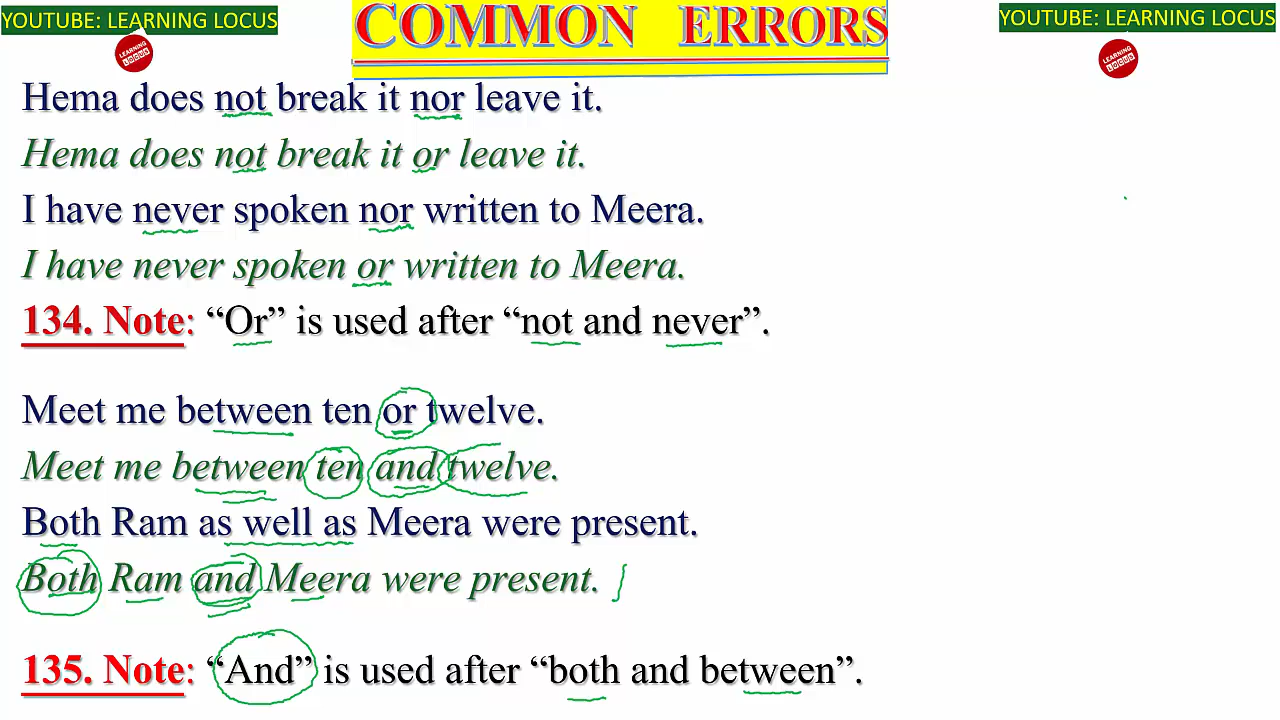 YOUTUBE: LEARNING LOCUS
COMMON ERRORS
YOUTUBE: LEARNING LOCUS
LEARNING
LOCUS
LEARNING
LOCUS
Hema does not break it nor leave it.
Hema does not break it or leave it.
I have never spoken nor written to Meera.
I have never spoken or written to Meera.
134. Note: “Or” is used after “not and never”.
Meet me between ten or twelve.
Meet me between ten and twelve.
Both Ram as well as Meera were present.
Both Ram and Meera were present.
135. Note: “And” is used after “both and between”.